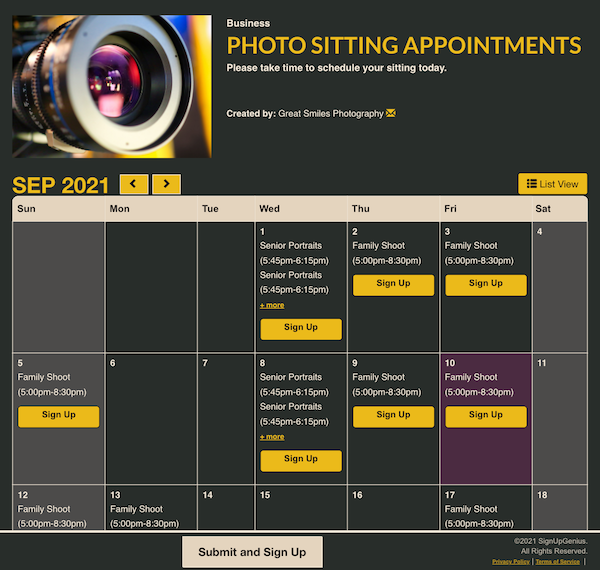 Business
PHOTO SITTING APPOINTMENTS
Please take time to schedule your sitting today.
Created by: Great Smiles Photography
SEP 2021
List View
Sun Mon Tue Wed Thu Fri Sat
1
Senior Portraits
(5:45pm-6:15pm)
Senior Portraits
(5:45pm-6:15pm)
+ more
Sign Up
2
Family Shoot
(5:00pm-8:30pm)
Sign Up
3
Family Shoot
(5:00pm-8:30pm)
Sign Up
4
5
Family Shoot
(5:00pm-8:30pm)
Sign Up
6
7
8
Senior Portraits
(5:45pm-6:15pm)
Senior Portraits
(5:45pm-6:15pm)
+ more
Sign Up
9
Family Shoot
(5:00pm-8:30pm)
Sign Up
10
Family Shoot
(5:00pm-8:30pm)
Sign Up
11
12
Family Shoot
(5:00pm-8:30pm)
13
Family Shoot
(5:00pm-8:30pm)
14
15
16
17
Family Shoot
(5:00pm-8:30pm)
18
Submit and Sign Up
©2021 SignUpGenius.
All Rights Reserved.
Privacy Policy | Terms of Service |